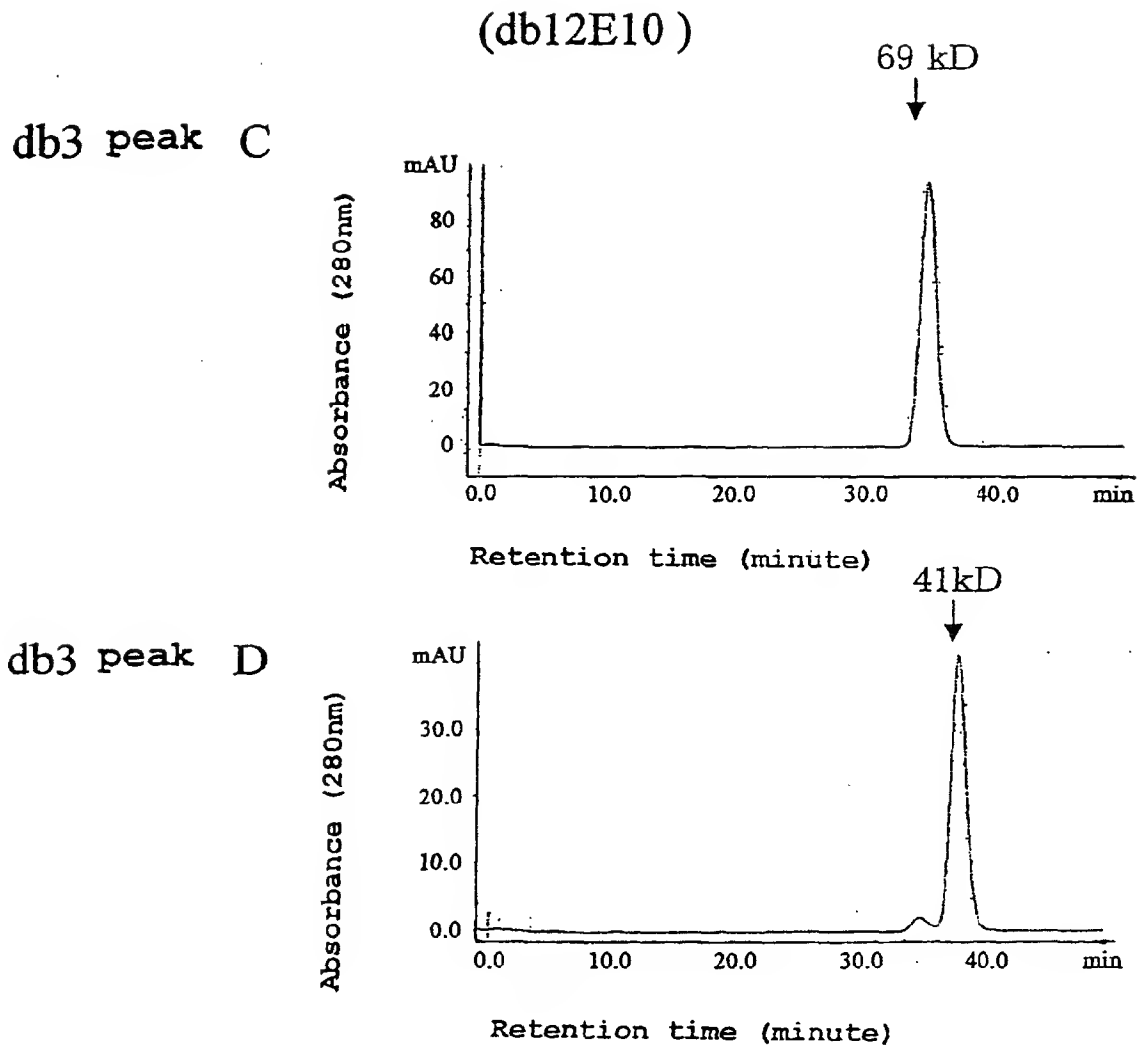 (db12E10 )
69 kD
db3 peak C
mAU
80
60
40
20
0
Absorbance (280nm)
0.0 10.0 20.0 30.0 40.0 min
Retention time (minute)
41kD
db3 peak D
mAU
30.0
20.0
10.0
0.0
Absorbance (280nm)
0.0 10.0 20.0 30.0 40.0 min
Retention time (minute)